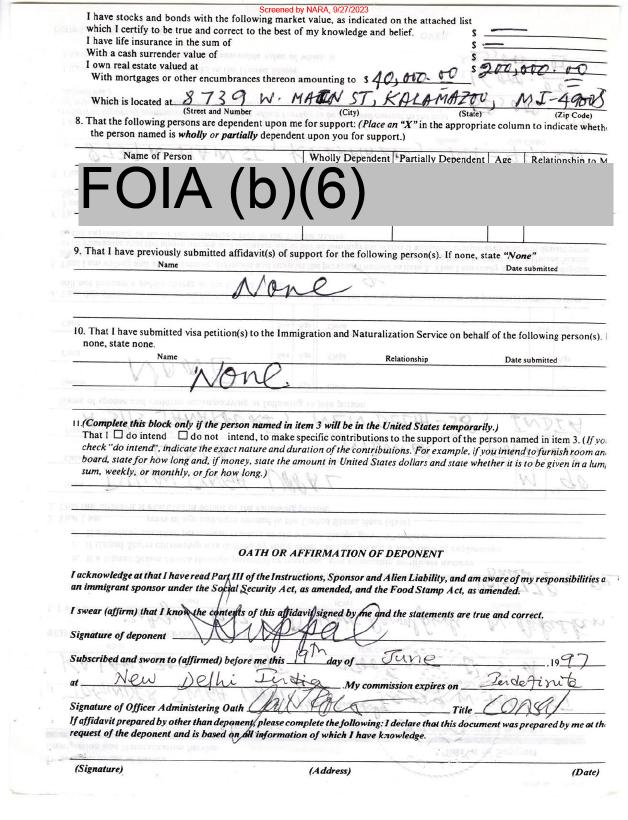 Screened by NARA, 9/27/2023
I have stocks and bonds with the following market value, as indicated on the attached list
which I certify to be true and correct to the best of my knowledge and belief. $ —
I have life insurance in the sum of $ —
With a cash surrender value of $
I own real estate valued at $ 200,000.00
With mortgages or other encumbrances thereon amounting to $ 40,000.00
Which is located at 8739 W. MAIN ST, KALAMAZOO, MI-49009
(Street and Number) (City) (State) (Zip Code)
8. That the following persons are dependent upon me for support: (Place an "X" in the appropriate column to indicate wheth
the person named is wholly or partially dependent upon you for support.)
Name of Person Wholly Dependent Partially Dependent Age Relationship to M
FOIA (b)(6)
9. That I have previously submitted affidavit(s) of support for the following person(s). If none, state "None"
Name Date submitted
None
10. That I have submitted visa petition(s) to the Immigration and Naturalization Service on behalf of the following person(s).
none, state none.
Name Relationship Date submitted
None
11.(Complete this block only if the person named in item 3 will be in the United States temporarily.)
That I ☐ do intend ☐ do not intend, to make specific contributions to the support of the person named in item 3. (If yo
check "do intend", indicate the exact nature and duration of the contributions. For example, if you intend to furnish room an
board, state for how long and, if money, state the amount in United States dollars and state whether it is to be given in a lum
sum, weekly, or monthly, or for how long.)
OATH OR AFFIRMATION OF DEPONENT
I acknowledge at that I have read Part III of the Instructions, Sponsor and Alien Liability, and am aware of my responsibilities a
an immigrant sponsor under the Social Security Act, as amended, and the Food Stamp Act, as amended.
I swear (affirm) that I know the contents of this affidavit signed by me and the statements are true and correct.
Signature of deponent
Subscribed and sworn to (affirmed) before me this 19th day of June ,1997
at New Delhi India .My commission expires on Indefinite
Signature of Officer Administering Oath Title
If affidavit prepared by other than deponent, please complete the following: I declare that this document was prepared by me at th
request of the deponent and is based on all information of which I have knowledge.
(Signature) (Address) (Date)